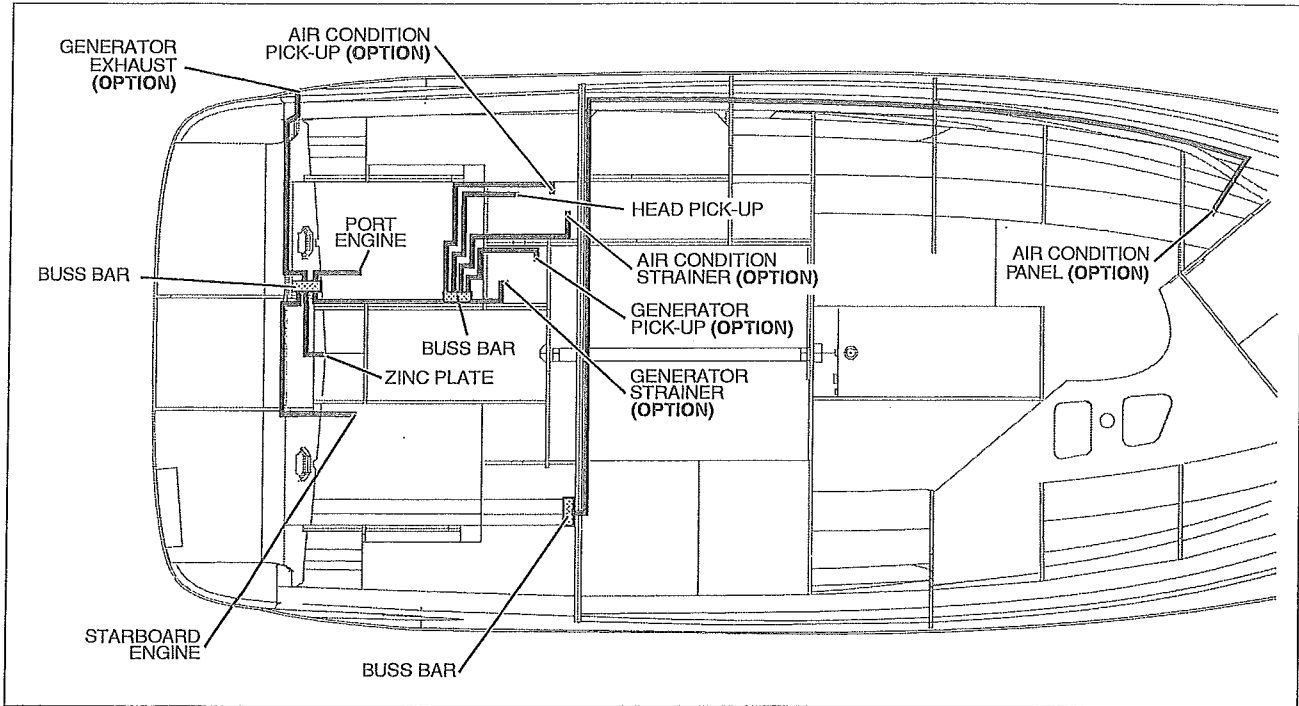 GENERATOR
EXHAUST
(OPTION)
AIR CONDITION
PICK-UP (OPTION)
PORT
ENGINE
HEAD PICK-UP
BUSS BAR
AIR CONDITION
STRAINER (OPTION)
AIR CONDITION
PANEL (OPTION)
GENERATOR
PICK-UP (OPTION)
BUSS BAR
ZINC PLATE
GENERATOR
STRAINER
(OPTION)
STARBOARD
ENGINE
BUSS BAR